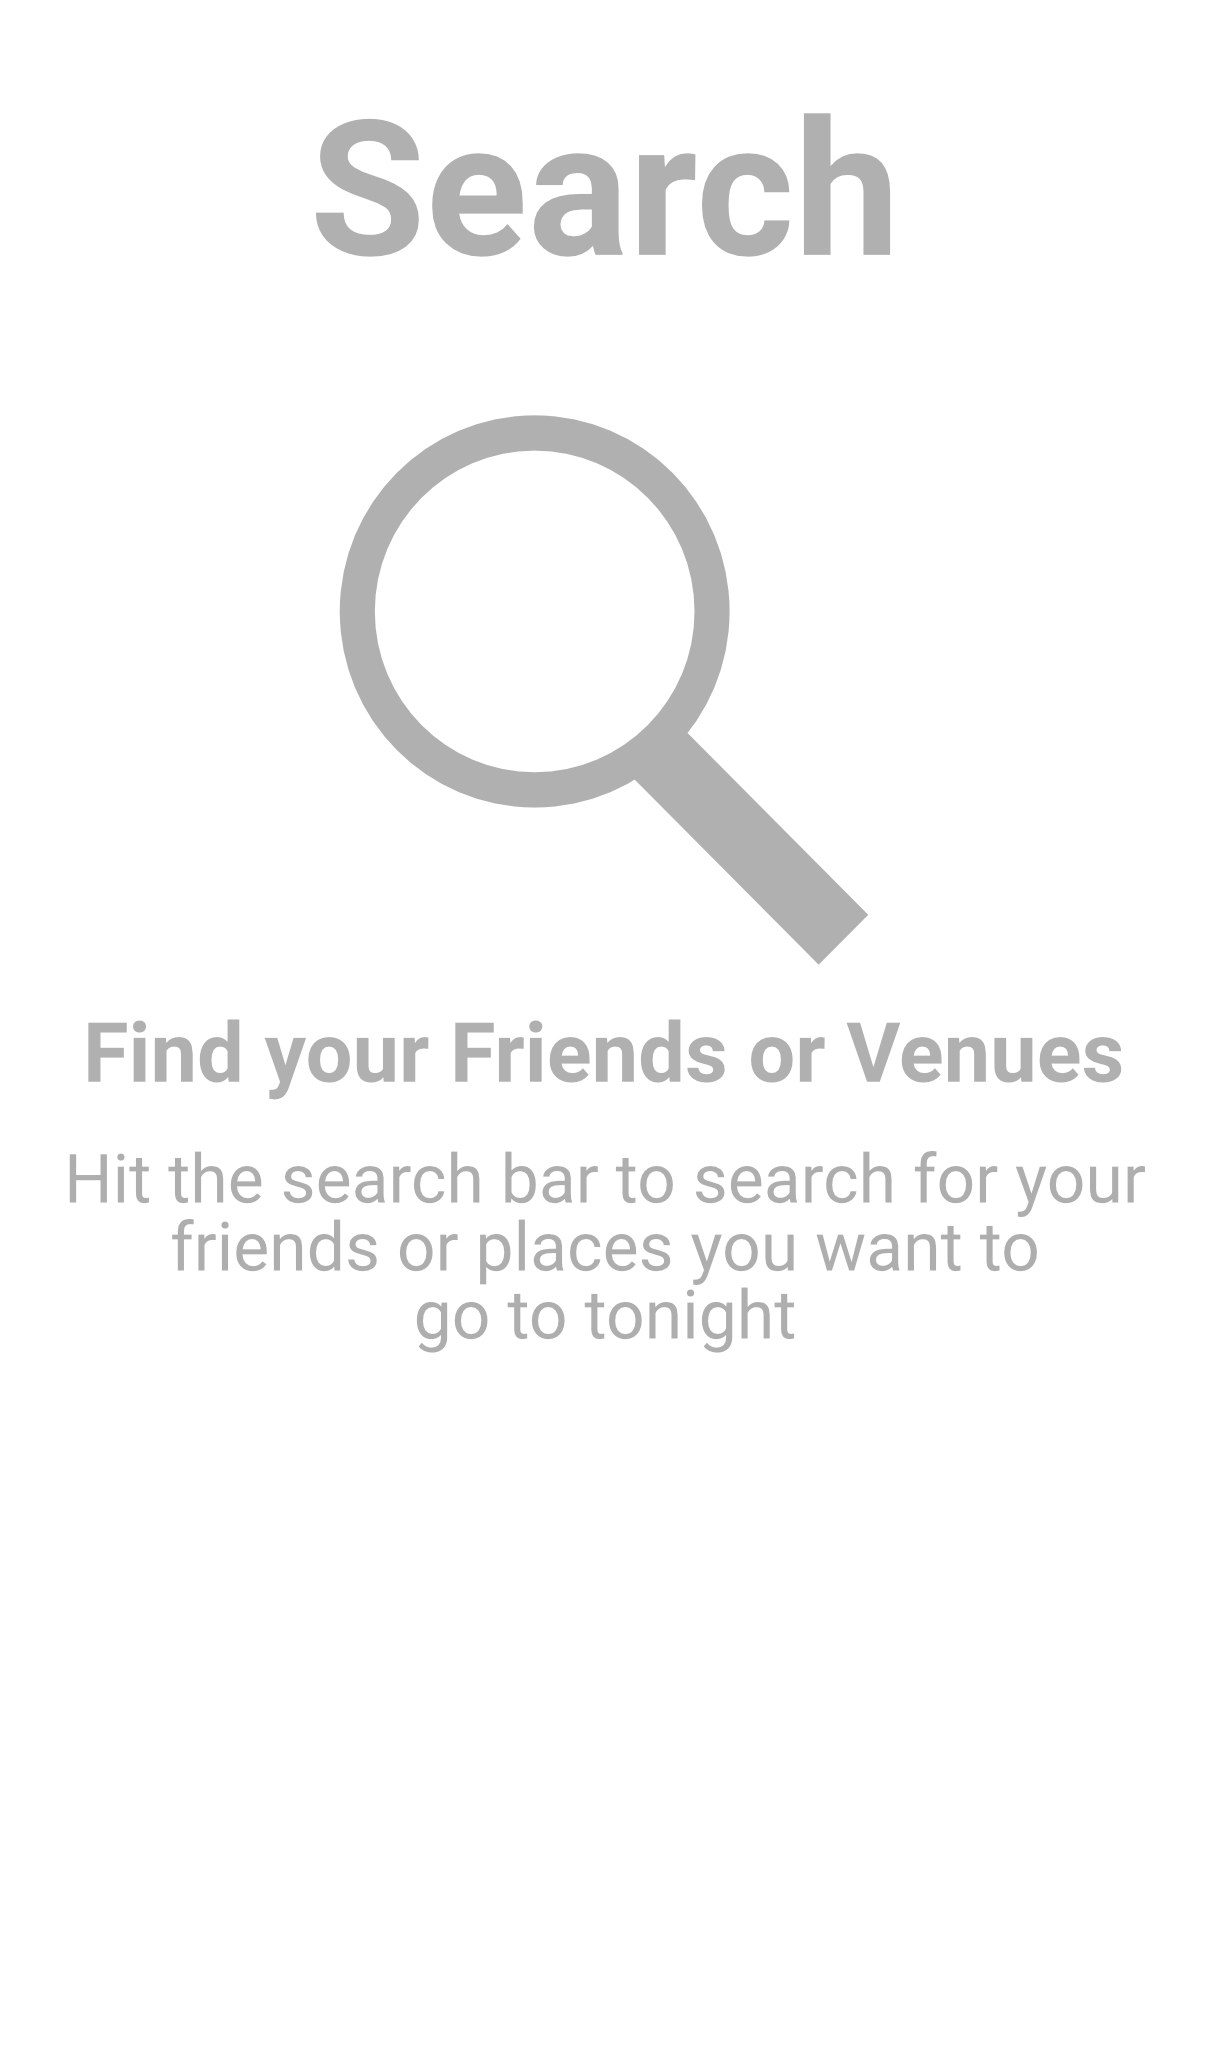 Search
Find your Friends or Venues
Hit the search bar to search for your
friends or places you want to
go to tonight